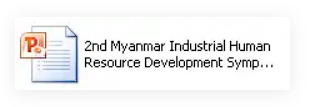 2nd Myanmar Industrial Human
Resource Development Symp...